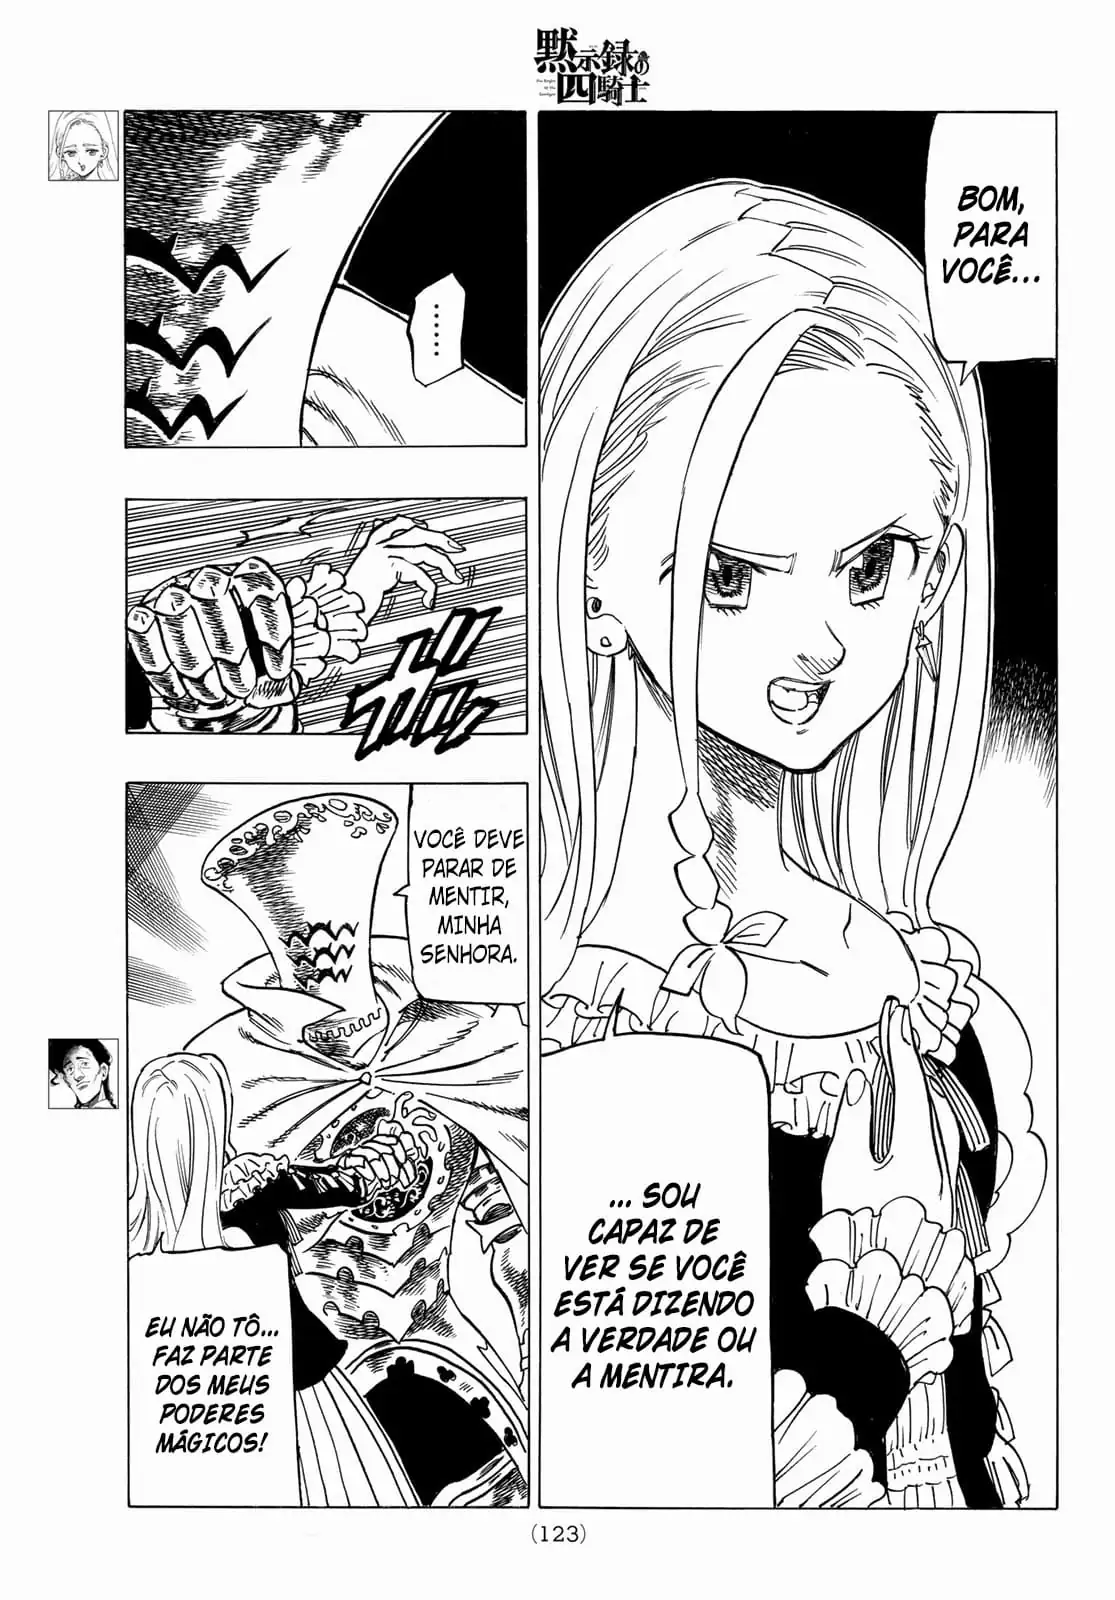 黙示録の
四騎士
BOM,
PARA
VOCÊ...
... SOU
CAPAZ DE
VER SE VOCÊ
ESTÁ DIZENDO
A VERDADE OU
A MENTIRA.
........
ガッ
VOCÊ DEVE
PARAR DE
MENTIR,
MINHA
SENHORA.
EU NÃO TÔ...
FAZ PARTE
DOS MEUS
PODERES
MÁGICOS!
(123)